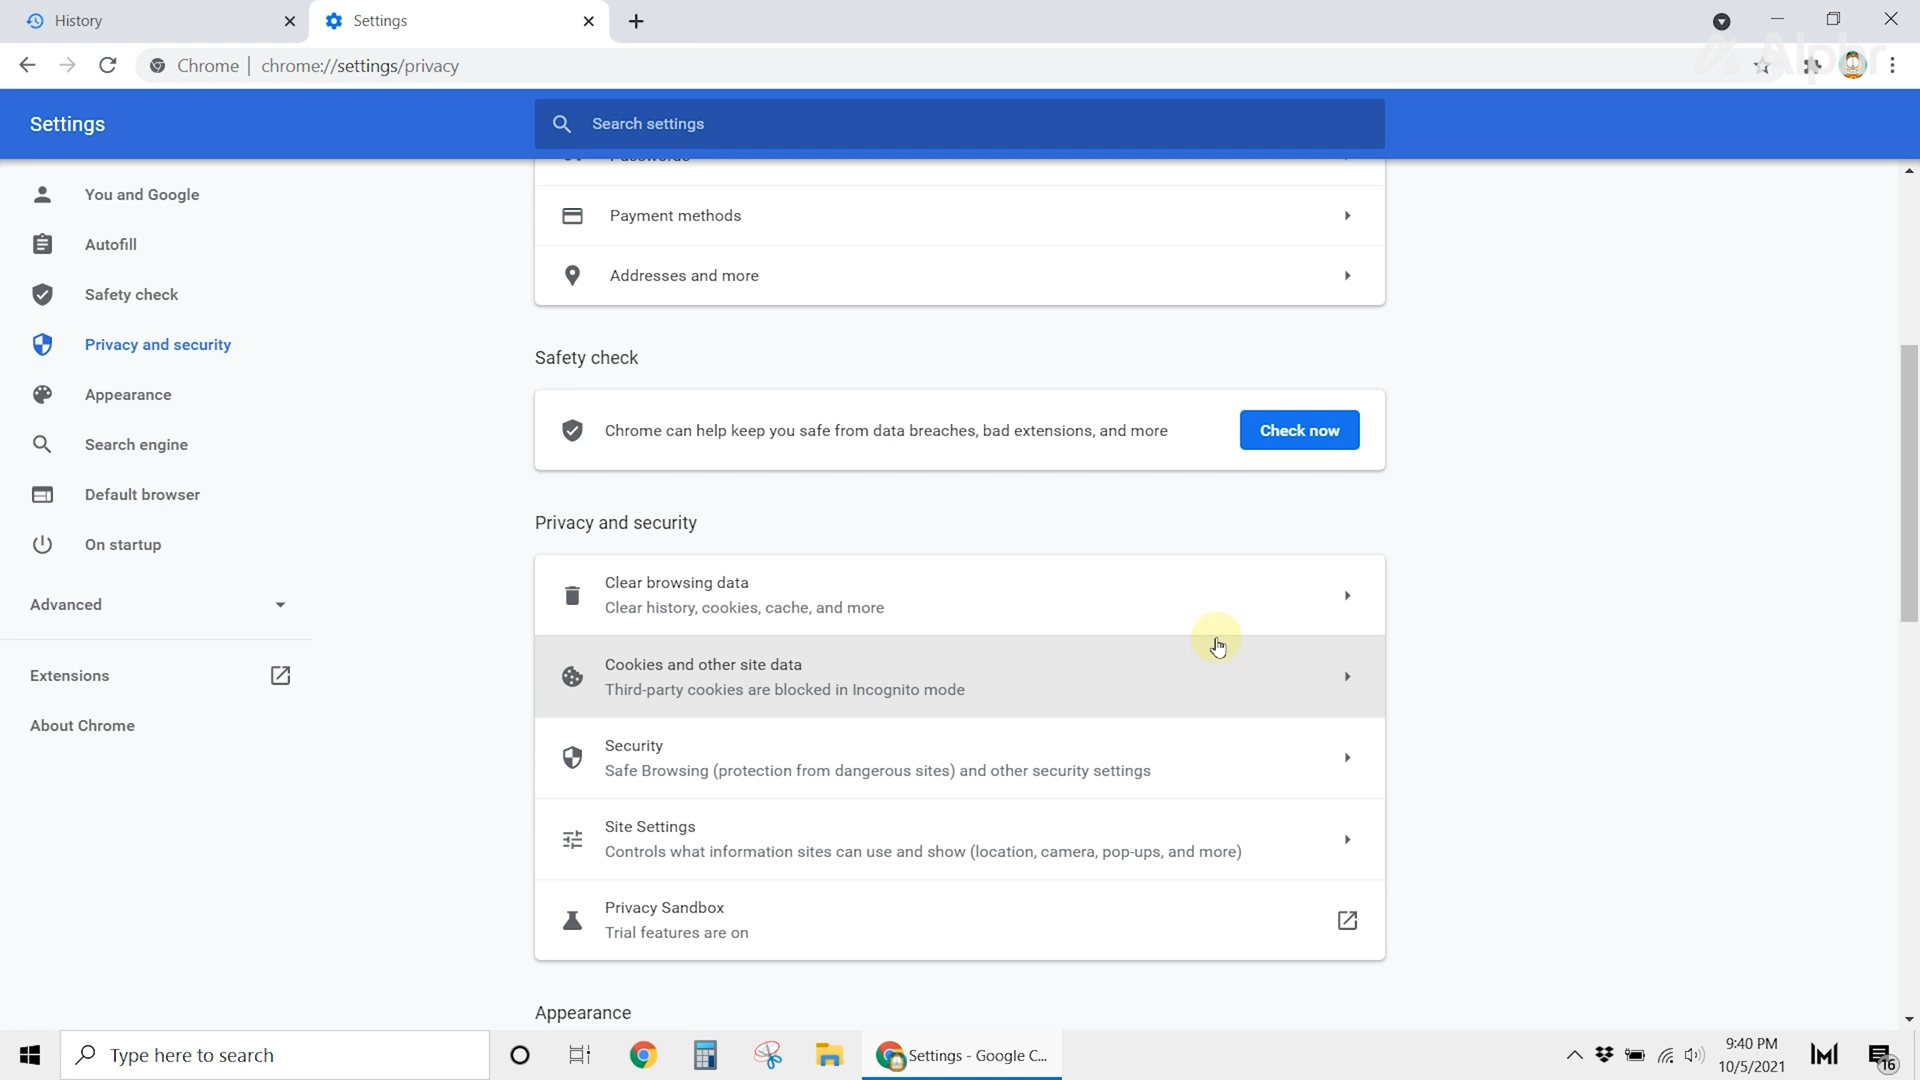 History
Settings
Chrome | chrome://settings/privacy
Alphr
Settings
Search settings
You and Google
Autofill
Safety check
Privacy and security
Appearance
Search engine
Default browser
On startup
Advanced
Extensions
About Chrome
Passwords
Payment methods
Addresses and more
Safety check
Chrome can help keep you safe from data breaches, bad extensions, and more
Check now
Privacy and security
Clear browsing data
Clear history, cookies, cache, and more
Cookies and other site data
Third-party cookies are blocked in Incognito mode
Security
Safe Browsing (protection from dangerous sites) and other security settings
Site Settings
Controls what information sites can use and show (location, camera, pop-ups, and more)
Privacy Sandbox
Trial features are on
Appearance
Type here to search
Settings - Google C...
9:40 PM
10/5/2021
16